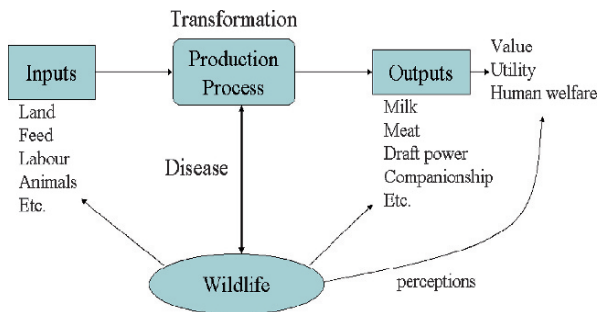 Transformation
Inputs
Production
Process
Outputs
Value
Utility
Human welfare
Land
Feed
Labour
Animals
Etc.
Milk
Meat
Draft power
Companionship
Etc.
Disease
Wildlife
perceptions